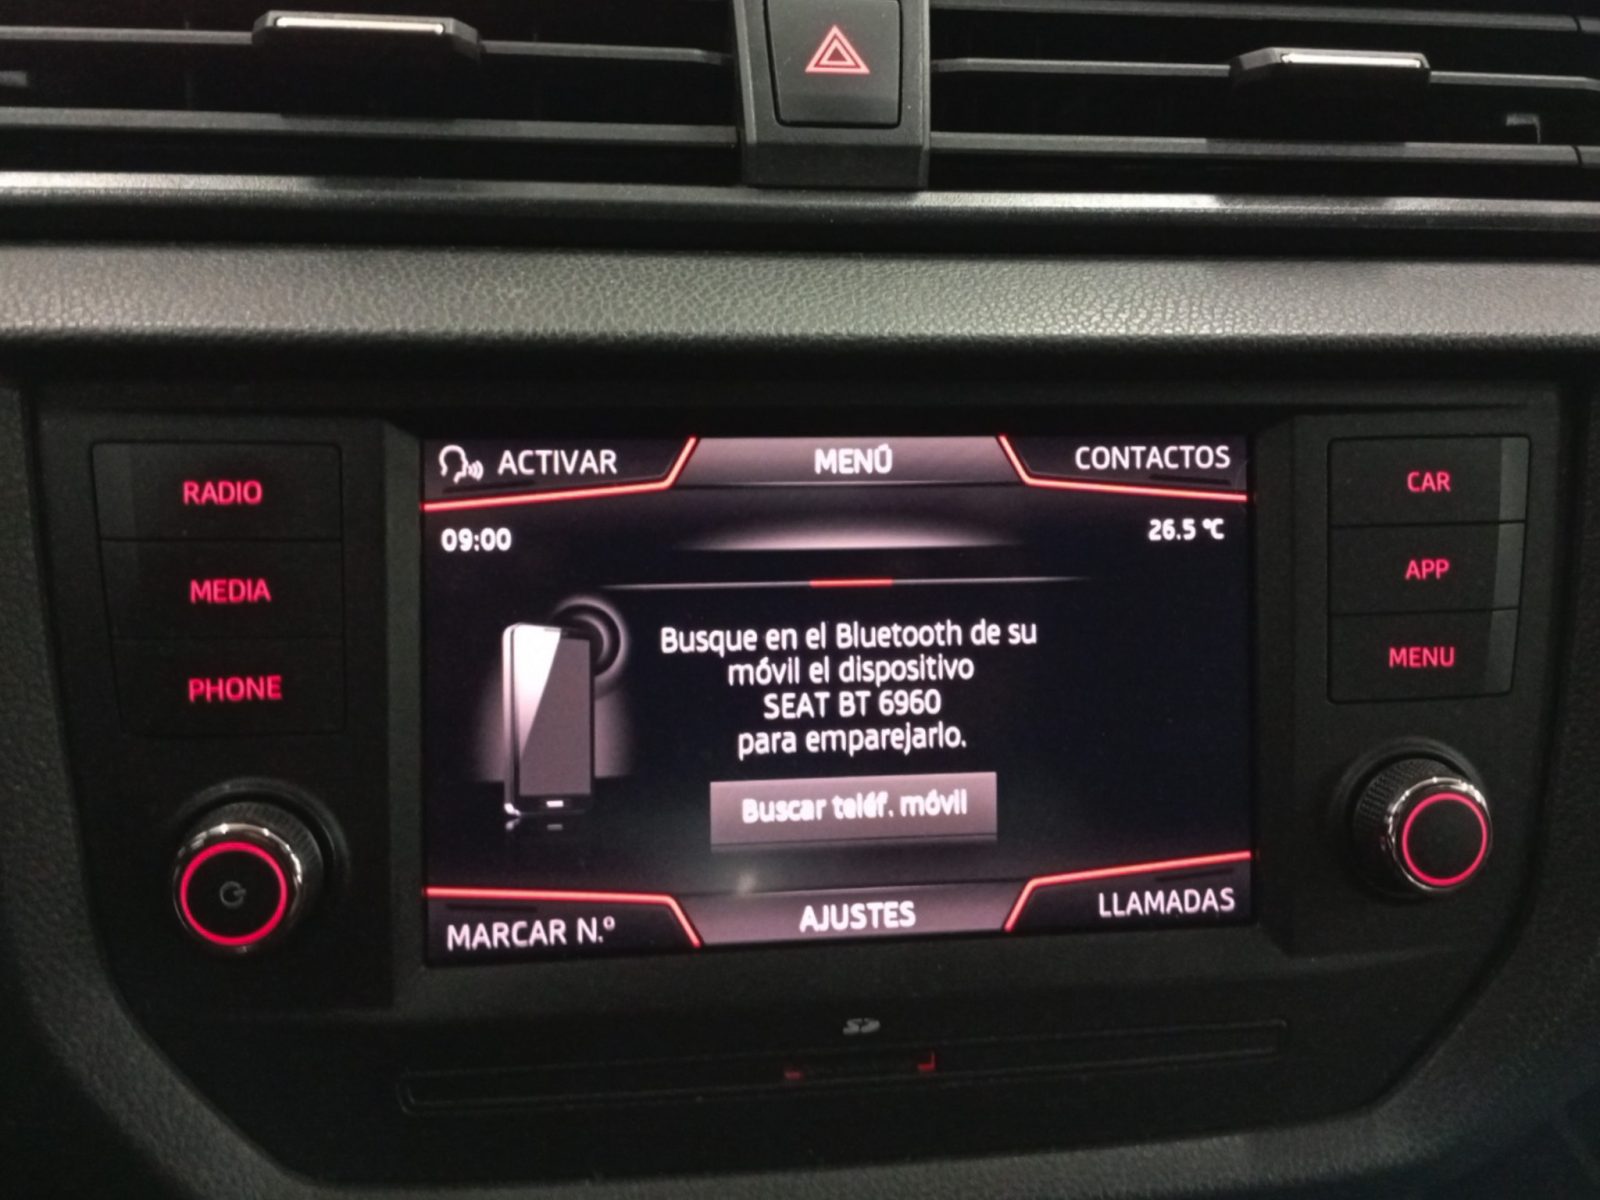 ACTIVAR
MENÚ
CONTACTOS
09:00
26.5 °C
RADIO
MEDIA
PHONE
CAR
APP
MENU
Busque en el Bluetooth de su
móvil el dispositivo
SEAT BT 6960
para emparejarlo.
Buscar teléf. móvil
MARCAR N.º
AJUSTES
LLAMADAS
SD